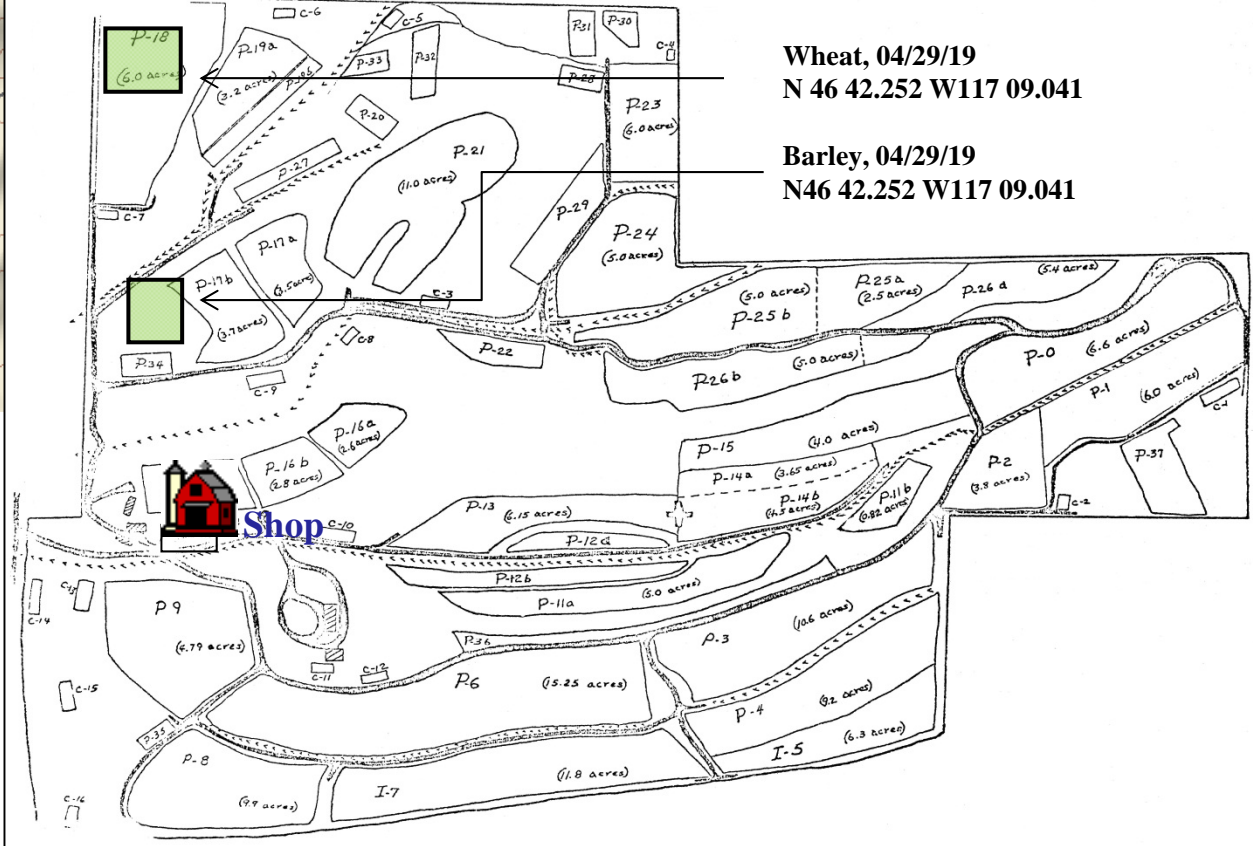 Wheat, 04/29/19
N 46 42.252 W117 09.041
Barley, 04/29/19
N46 42.252 W117 09.041
C-6
C-5
P-18
(6.0 acres)
P-19a
(3.2 acres)
P-19b
P-33
P-32
P-31
P-30
C-4
P-28
P-23
(6.0 acres)
P-20
P-21
(11.0 acres)
P-27
P-29
C-7
P-24
(5.0 acres)
P-17a
(3.5 acres)
P-17b
(3.7 acres)
P-34
C-3
C-8
C-9
P-22
(5.0 acres)
P-25b
P-25a
(2.5 acres)
(5.4 acres)
P-26a
P-26b
(5.0 acres)
P-0
(6.6 acres)
P-1
(6.0 acres)
C-1
P-16a
(2.6 acres)
P-16b
(2.8 acres)
P-15
(4.0 acres)
P-14a
(3.65 acres)
P-14b
(4.5 acres)
P-11b
(0.82 acres)
P-2
(3.8 acres)
P-37
C-2
Shop
C-10
P-13
(6.15 acres)
P-12a
P-12b
P-11a
(5.0 acres)
C-14
C-13
P 9
(4.79 acres)
P-36
P-3
(10.6 acres)
C-11
C-12
P-6
(15.25 acres)
C-15
P-35
P-4
(9.2 acres)
I-5
(6.3 acres)
P-8
(9.9 acres)
I-7
(11.8 acres)
C-16